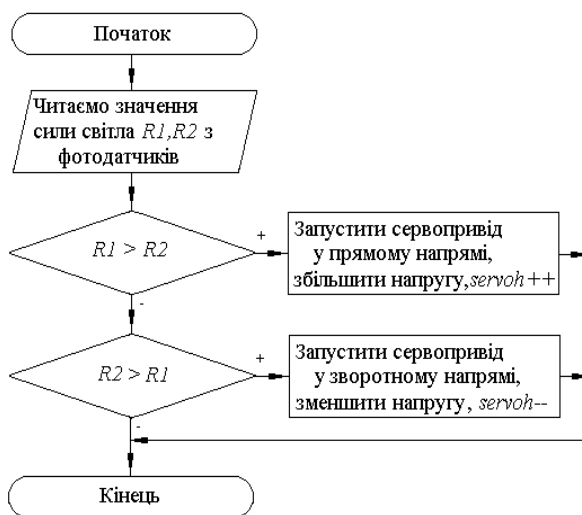 Початок
Читаємо значення
сили світла R1,R2 з
фотодатчиків
R1 > R2
+
Запустити сервопривід
у прямому напрямі,
збільшити напругу,servoh++
-
R2 > R1
+
Запустити сервопривід
у зворотному напрямі,
зменшити напругу, servoh--
-
Кінець